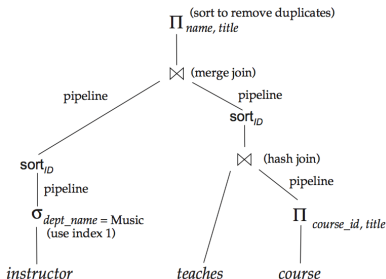 Π name, title (sort to remove duplicates)
⋈ (merge join)
pipeline pipeline
sort ID
⋈ (hash join)
pipeline
sort ID
pipeline
σ dept_name = Music
(use index 1)
Π course_id, title
instructor teaches course